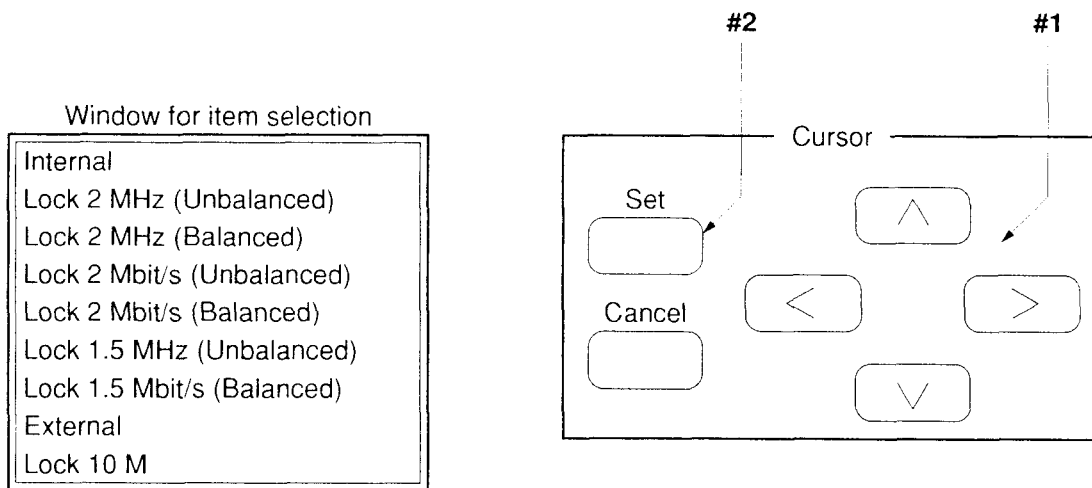 #2
#1
Window for item selection
Internal
Lock 2 MHz (Unbalanced)
Lock 2 MHz (Balanced)
Lock 2 Mbit/s (Unbalanced)
Lock 2 Mbit/s (Balanced)
Lock 1.5 MHz (Unbalanced)
Lock 1.5 Mbit/s (Balanced)
External
Lock 10 M
Cursor
Set
Cancel